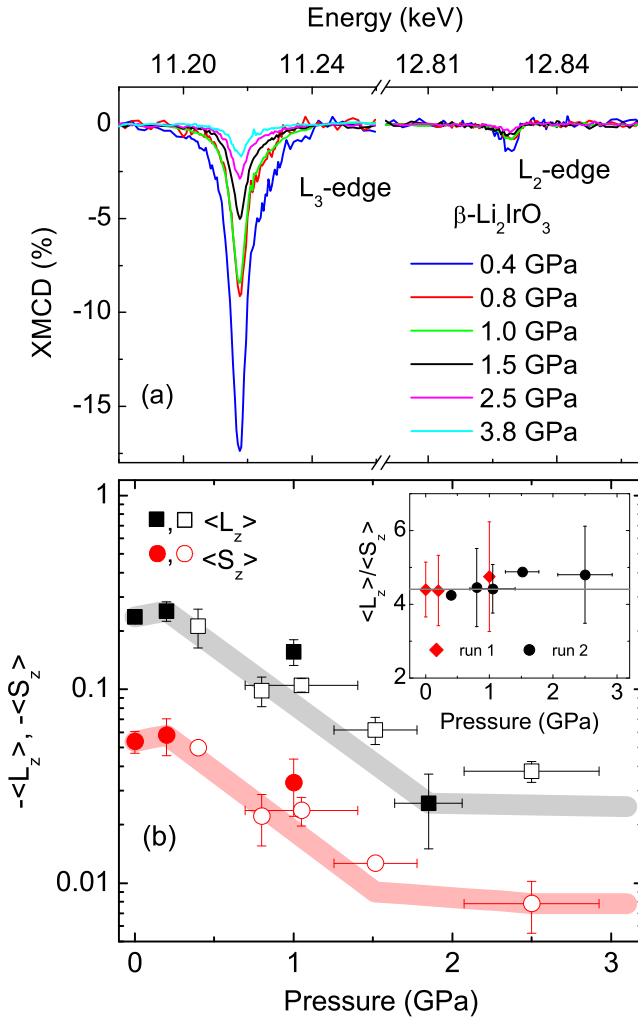 Energy (keV)
11.20 11.24 12.81 12.84
0
-5
-10
-15
XMCD (%)
L3-edge
L2-edge
β-Li2IrO3
0.4 GPa
0.8 GPa
1.0 GPa
1.5 GPa
2.5 GPa
3.8 GPa
(a)
1
0.1
0.01
-<Lz>, -<Sz>
, <Lz>
, <Sz>
<Lz>/<Sz>
6
4
2
run 1 run 2
0 1 2 3
Pressure (GPa)
(b)
0 1 2 3
Pressure (GPa)